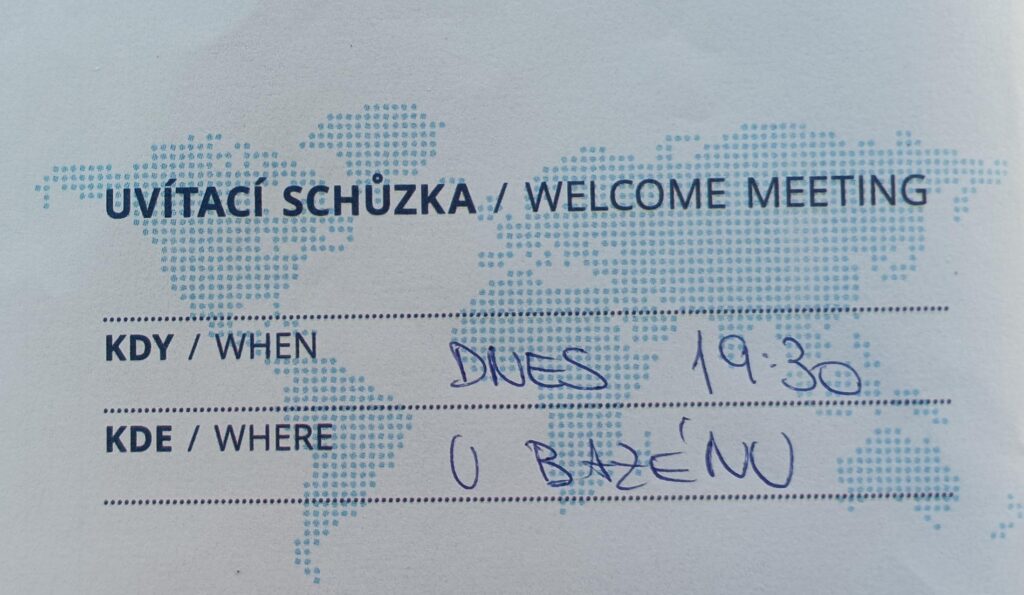 UVÍTACÍ SCHŮZKA / WELCOME MEETING
KDY / WHEN DNES 19:30
KDE / WHERE U BAZÉNU